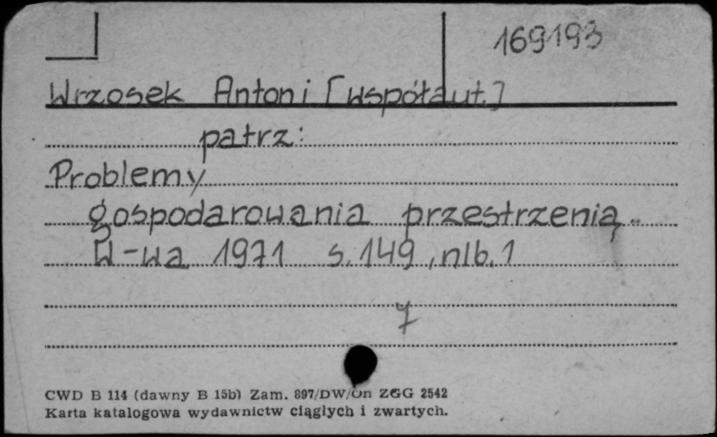 169193
Wrzosek Antoni [współaut.]
patrz:
Problemy
gospodarowania przestrzenią..
W-wa 1971 s.149, nlb.1
7
CWD B 114 (dawny B 15b) Zam. 897/DW/On ZGG 2542
Karta katalogowa wydawnictw ciągłych i zwartych.